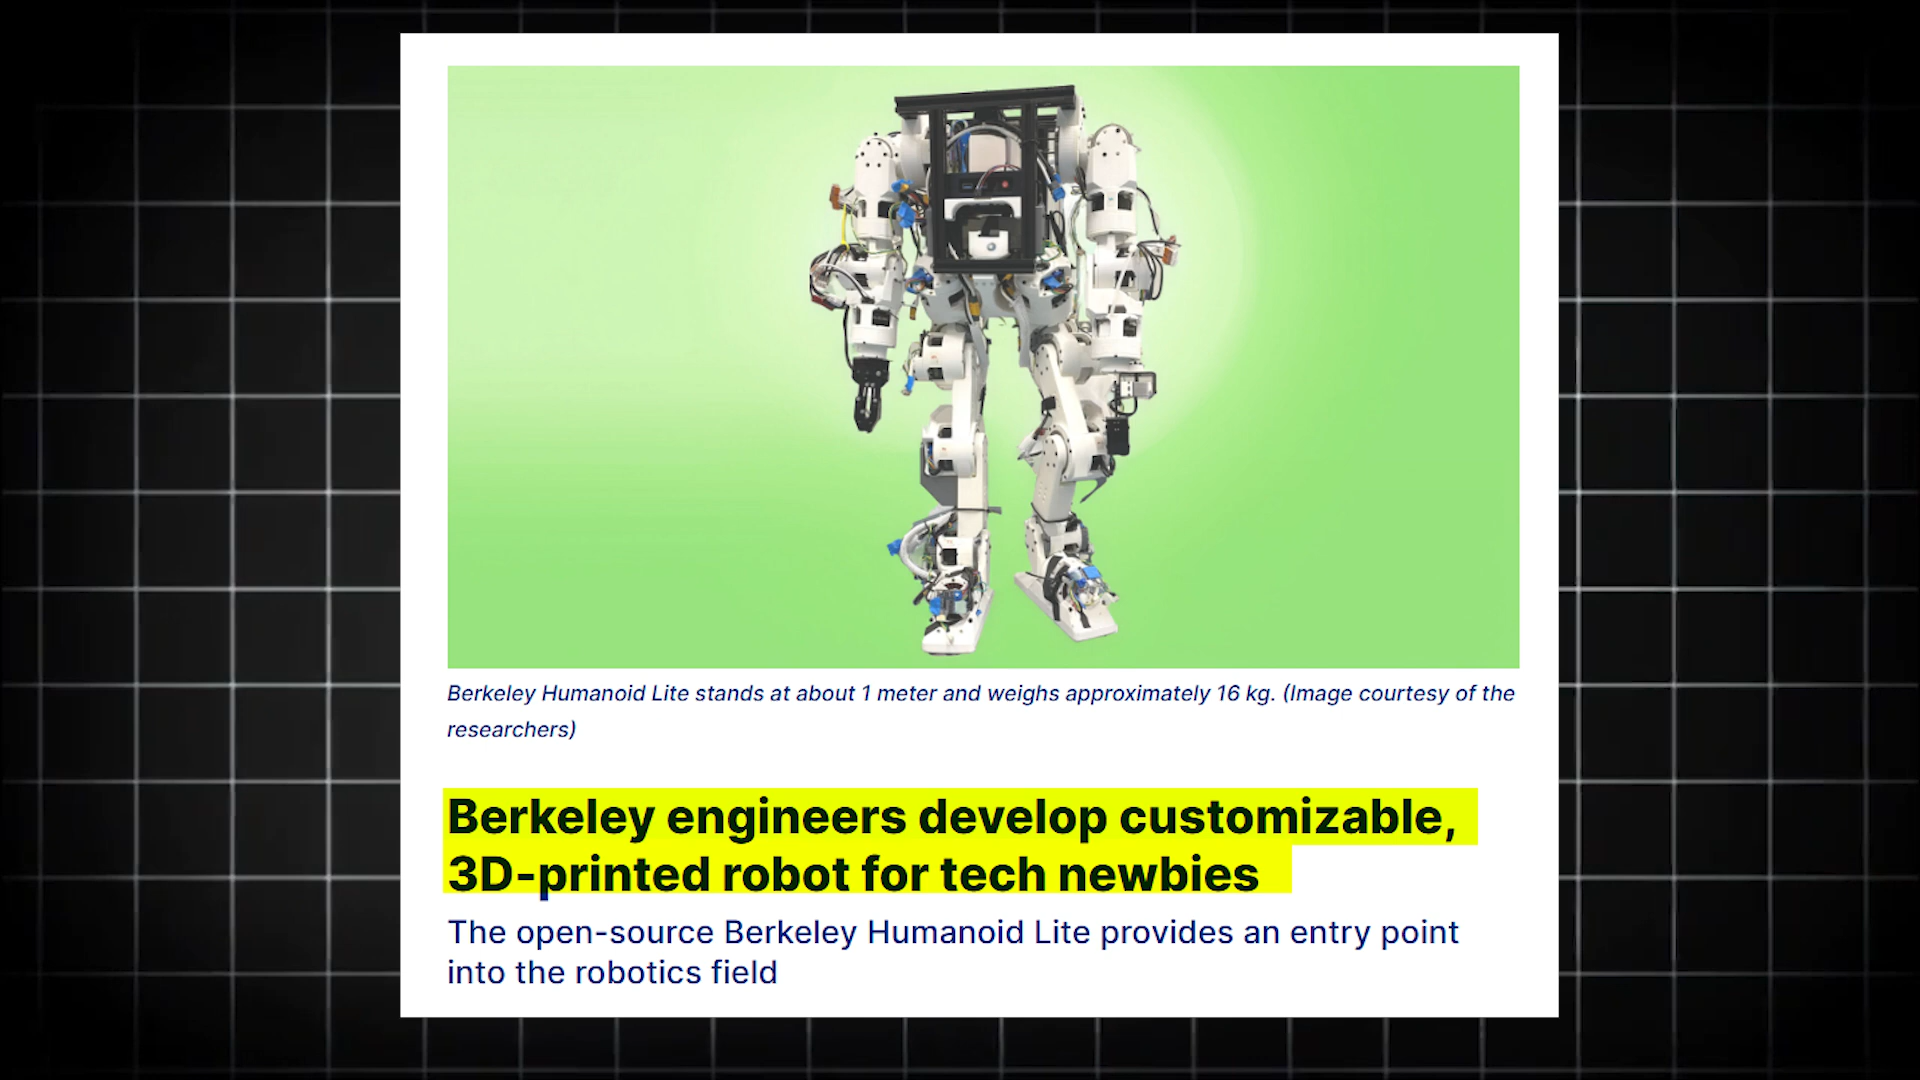 Berkeley Humanoid Lite stands at about 1 meter and weighs approximately 16 kg. (Image courtesy of the
researchers)
Berkeley engineers develop customizable,
3D-printed robot for tech newbies
The open-source Berkeley Humanoid Lite provides an entry point
into the robotics field